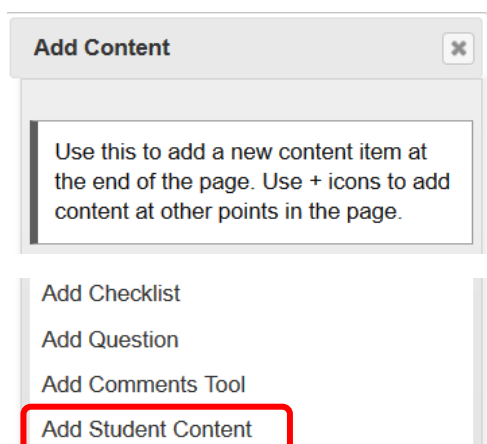 Add Content
Use this to add a new content item at
the end of the page. Use + icons to add
content at other points in the page.
Add Checklist
Add Question
Add Comments Tool
Add Student Content